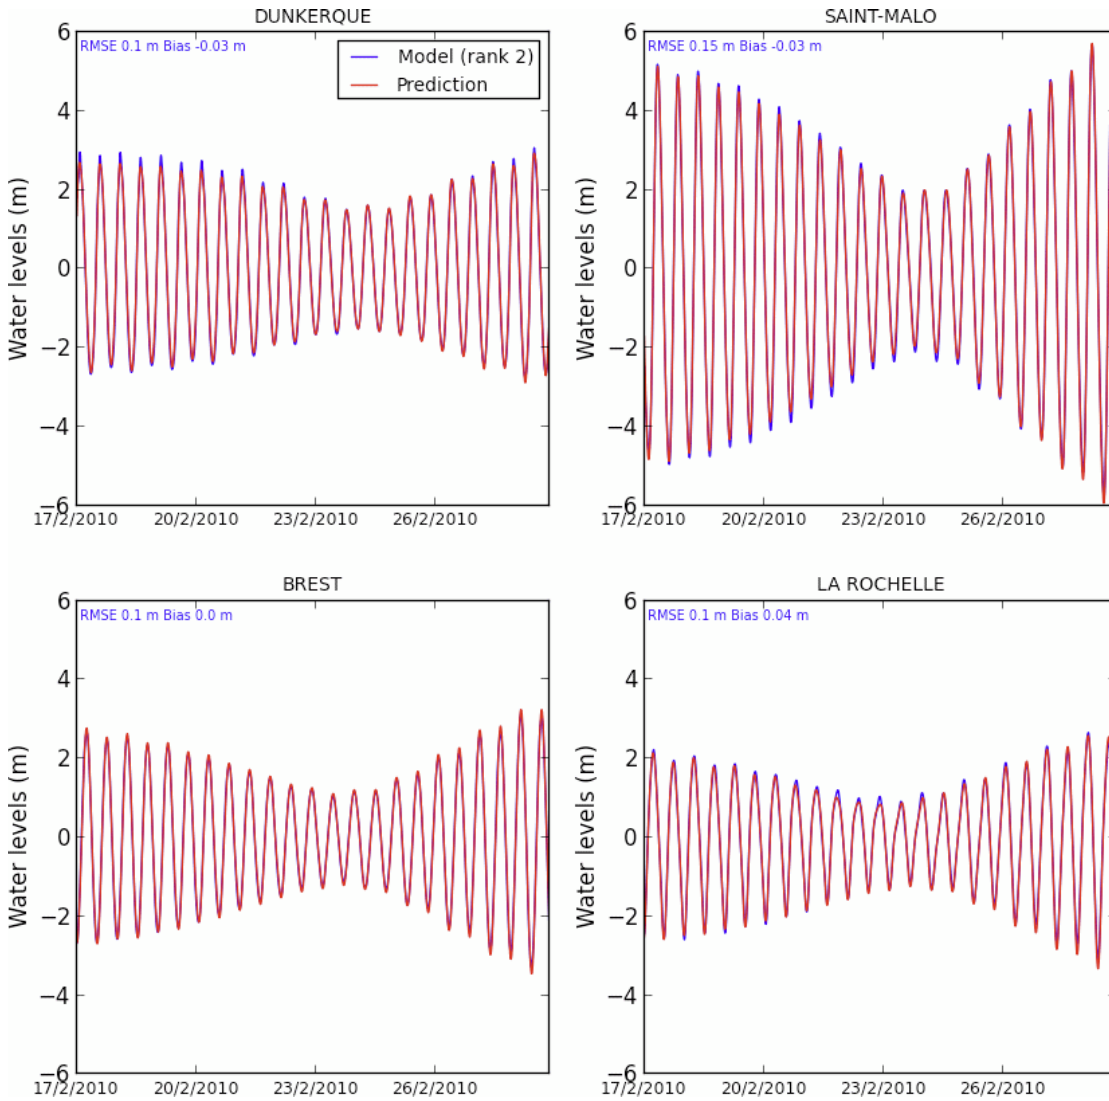 DUNKERQUE
RMSE 0.1 m Bias -0.03 m
Model (rank 2)
Prediction
Water levels (m)
6
4
2
0
−2
−4
−6
17/2/2010 20/2/2010 23/2/2010 26/2/2010
SAINT-MALO
RMSE 0.15 m Bias -0.03 m
Water levels (m)
6
4
2
0
−2
−4
−6
17/2/2010 20/2/2010 23/2/2010 26/2/2010
BREST
RMSE 0.1 m Bias 0.0 m
Water levels (m)
6
4
2
0
−2
−4
−6
17/2/2010 20/2/2010 23/2/2010 26/2/2010
LA ROCHELLE
RMSE 0.1 m Bias 0.04 m
Water levels (m)
6
4
2
0
−2
−4
−6
17/2/2010 20/2/2010 23/2/2010 26/2/2010